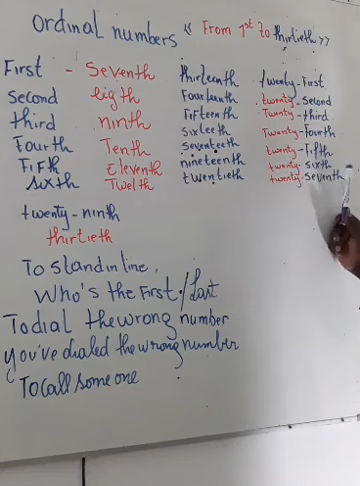 Ordinal numbers « From 1st to thirtieth >>
First - Seventh
Second eigth
third ninth
Fourth Tenth
FiFth Eleventh
sixth Twelth
thirteenth
Fourteenth
FiFteenth
sixteeth
seventeeth
nineteenth
twentieth
twenty-First
twenty-Second
Twenty-third
Twenty-Fourth
twenty-FiFth
twenty-sixth
twenty-seventh
twenty-ninth
thirtieth
To stand in line.
Who's the First./Last
To dial the wrong number
you've dialed the wrong number
To call some one